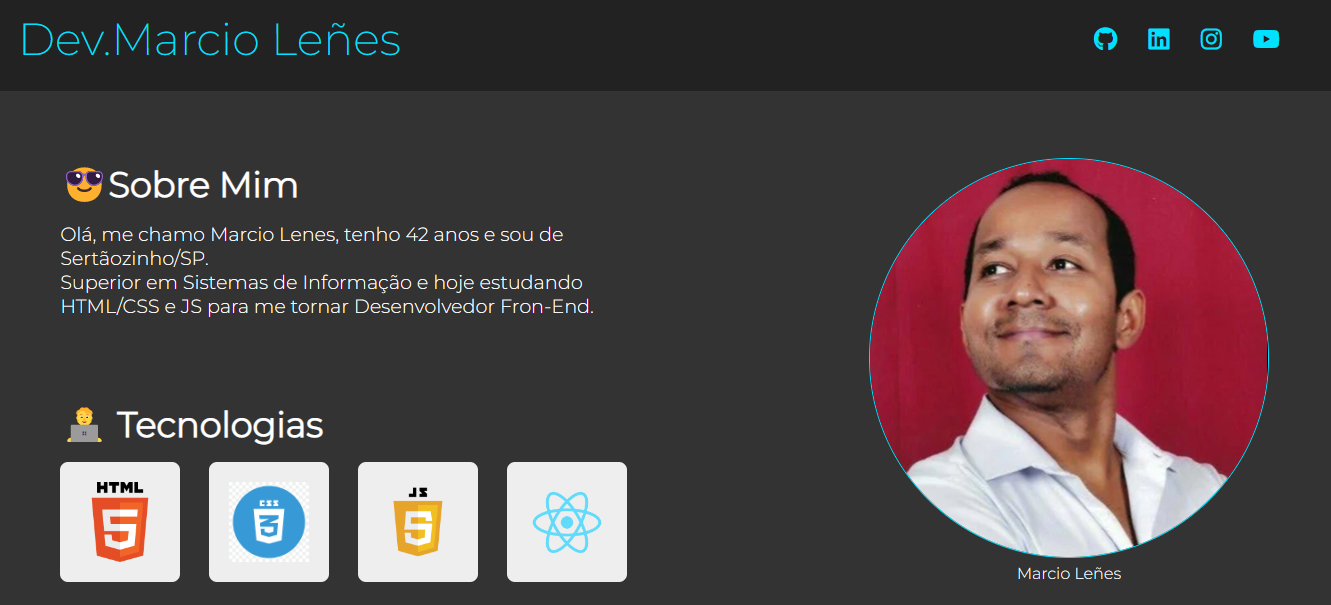 Dev.Marcio Leñes
Sobre Mim
Olá, me chamo Marcio Lenes, tenho 42 anos e sou de
Sertãozinho/SP.
Superior em Sistemas de Informação e hoje estudando
HTML/CSS e JS para me tornar Desenvolvedor Fron-End.
Tecnologias
HTML
5
CSS
3
JS
5
Marcio Leñes